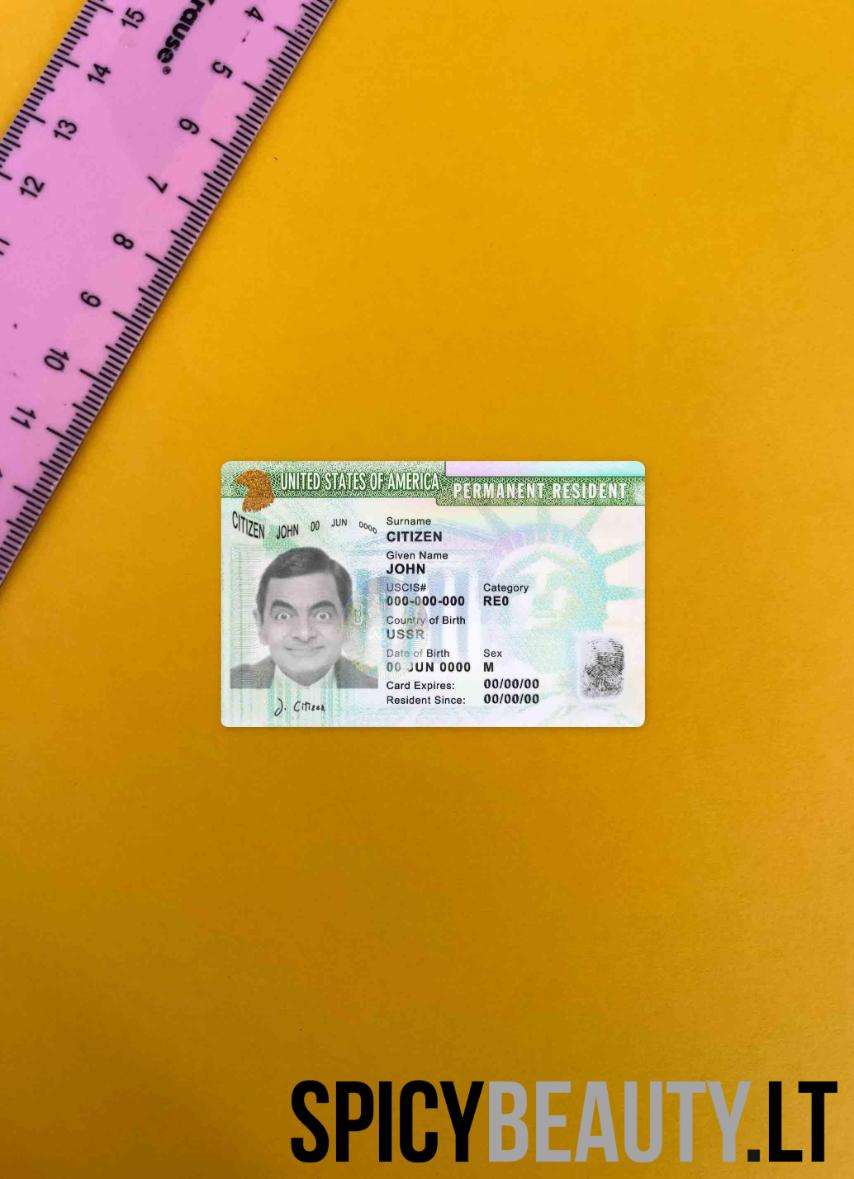 15
14
13
12
11
rause®
4
5
6
7
8
9
10
11
UNITED STATES OF AMERICA
PERMANENT RESIDENT
CITIZEN JOHN 00 JUN 0000
Surname
CITIZEN
Given Name
JOHN
USCIS# Category
000-000-000 RE0
Country of Birth
USSR
Date of Birth Sex
00 JUN 0000 M
Card Expires: 00/00/00
Resident Since: 00/00/00
J. Citizen
SPICYBEAUTY.LT